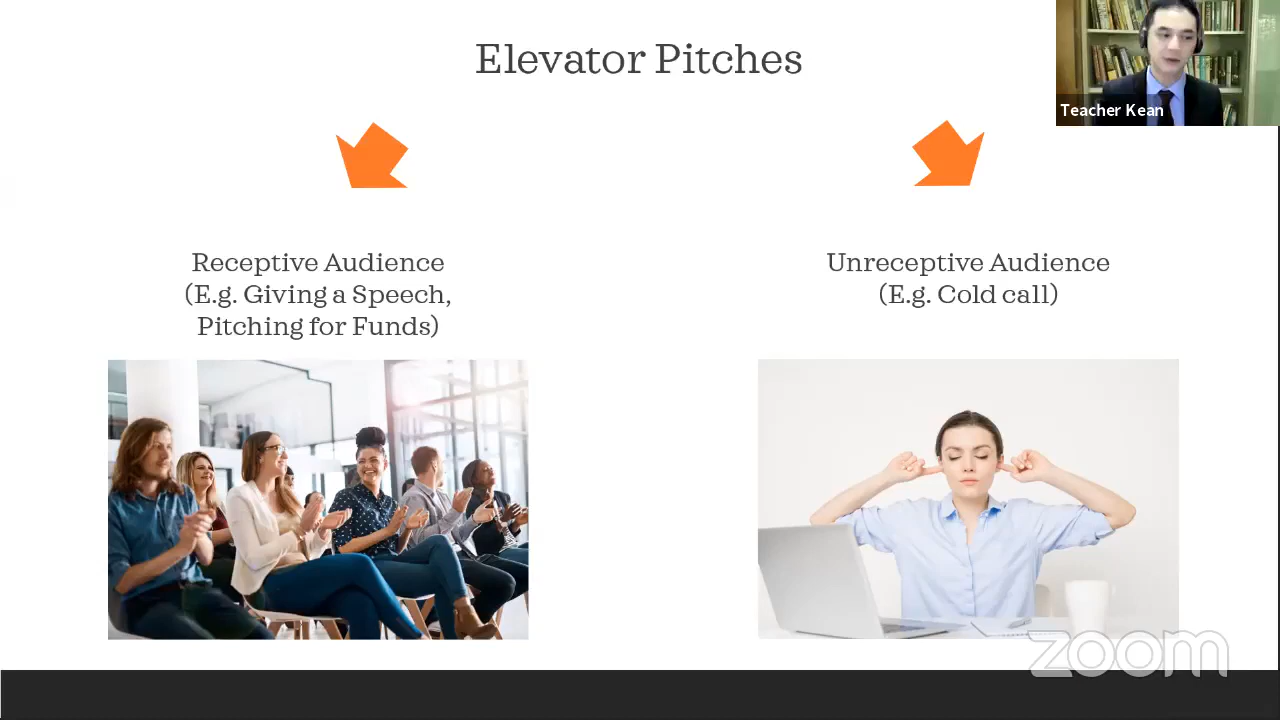 Elevator Pitches
Teacher Kean
Receptive Audience
(E.g. Giving a Speech,
Pitching for Funds)
Unreceptive Audience
(E.g. Cold call)
zoom